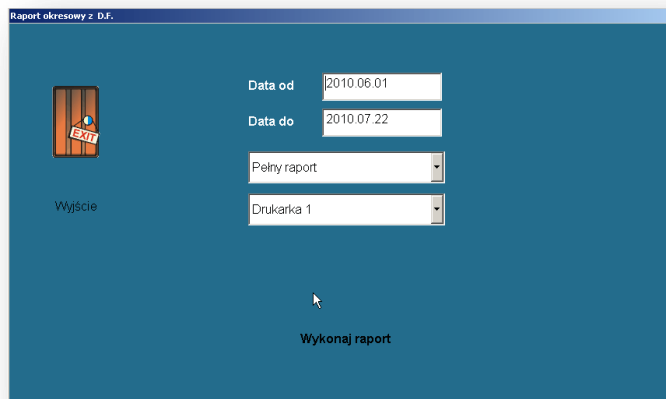 Raport okresowy z D.F.
Data od
2010.06.01
Data do
2010.07.22
EXIT
Pełny raport
Wyjście
Drukarka 1
Wykonaj raport